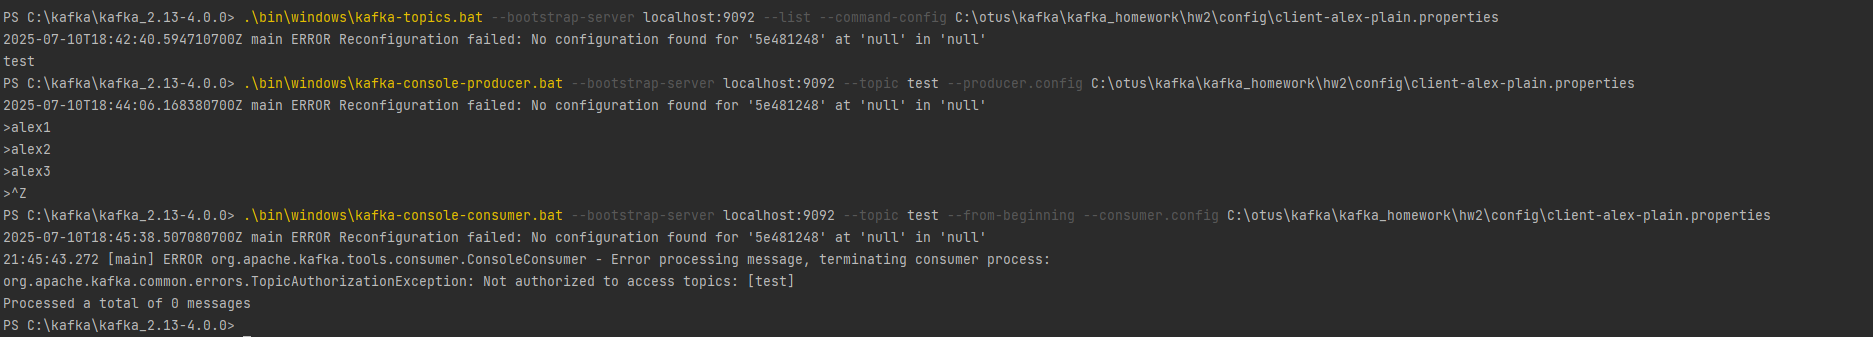 PS C:\kafka\kafka_2.13-4.0.0> .\bin\windows\kafka-topics.bat --bootstrap-server localhost:9092 --list --command-config C:\otus\kafka\kafka_homework\hw2\config\client-alex-plain.properties
2025-07-10T18:42:40.594710700Z main ERROR Reconfiguration failed: No configuration found for '5e481248' at 'null' in 'null'
test
PS C:\kafka\kafka_2.13-4.0.0> .\bin\windows\kafka-console-producer.bat --bootstrap-server localhost:9092 --topic test --producer.config C:\otus\kafka\kafka_homework\hw2\config\client-alex-plain.properties
2025-07-10T18:44:06.168380700Z main ERROR Reconfiguration failed: No configuration found for '5e481248' at 'null' in 'null'
>alex1
>alex2
>alex3
>^Z
PS C:\kafka\kafka_2.13-4.0.0> .\bin\windows\kafka-console-consumer.bat --bootstrap-server localhost:9092 --topic test --from-beginning --consumer.config C:\otus\kafka\kafka_homework\hw2\config\client-alex-plain.properties
2025-07-10T18:45:38.507080700Z main ERROR Reconfiguration failed: No configuration found for '5e481248' at 'null' in 'null'
21:45:43.272 [main] ERROR org.apache.kafka.tools.consumer.ConsoleConsumer - Error processing message, terminating consumer process:
org.apache.kafka.common.errors.TopicAuthorizationException: Not authorized to access topics: [test]
Processed a total of 0 messages
PS C:\kafka\kafka_2.13-4.0.0>